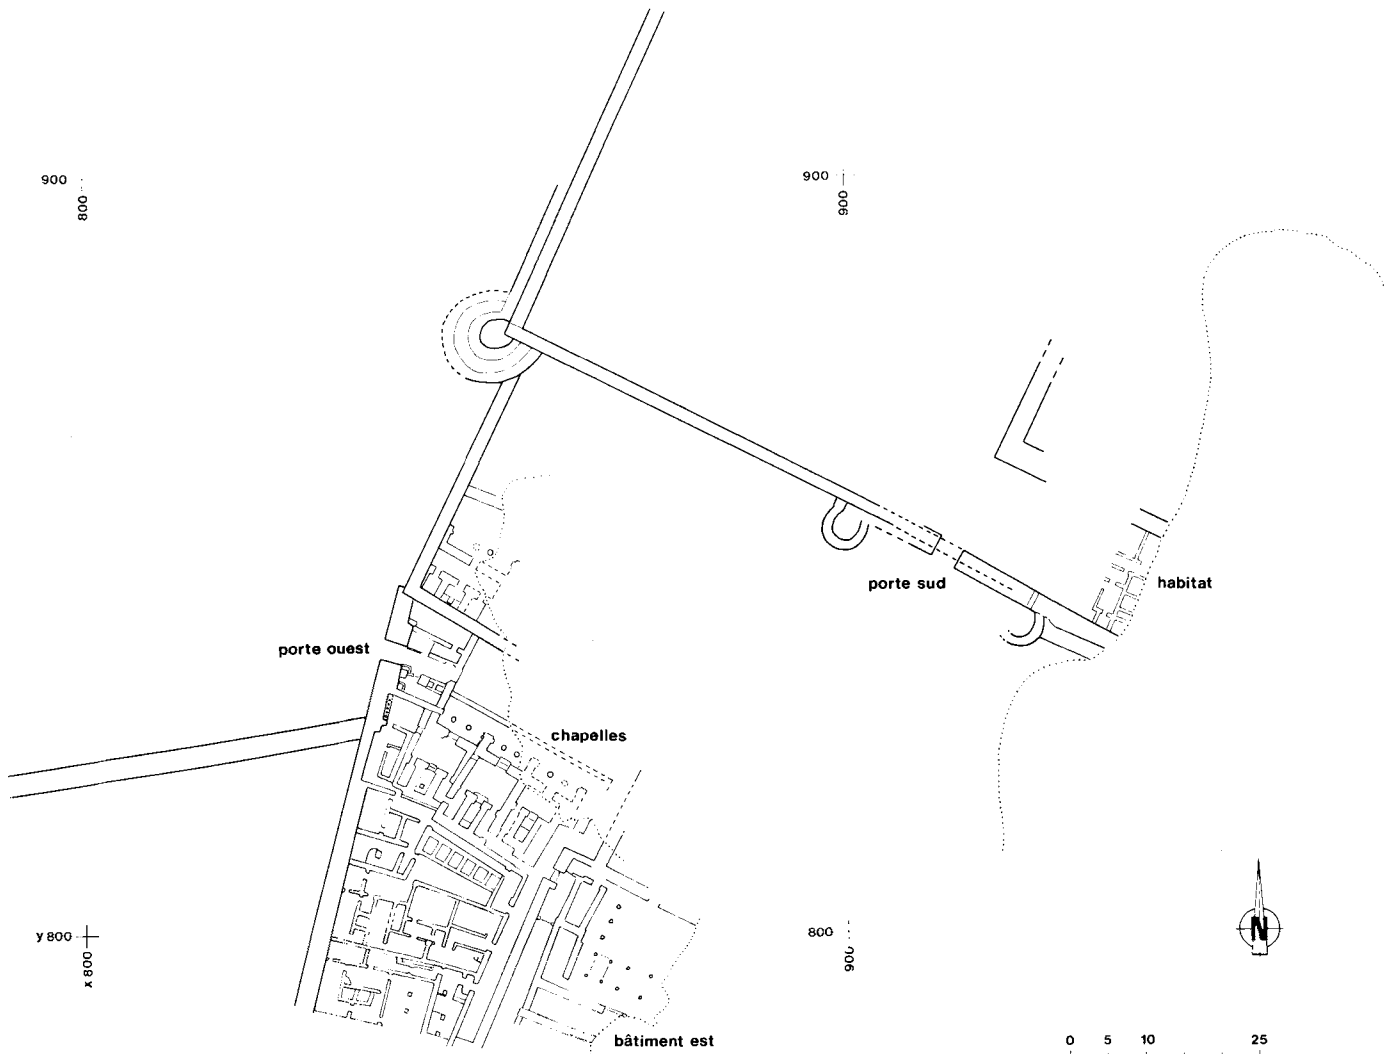 900
800
900
900
porte sud
habitat
porte ouest
chapelles
y 800
x 800
800
900
N
bâtiment est
0 5 10 25